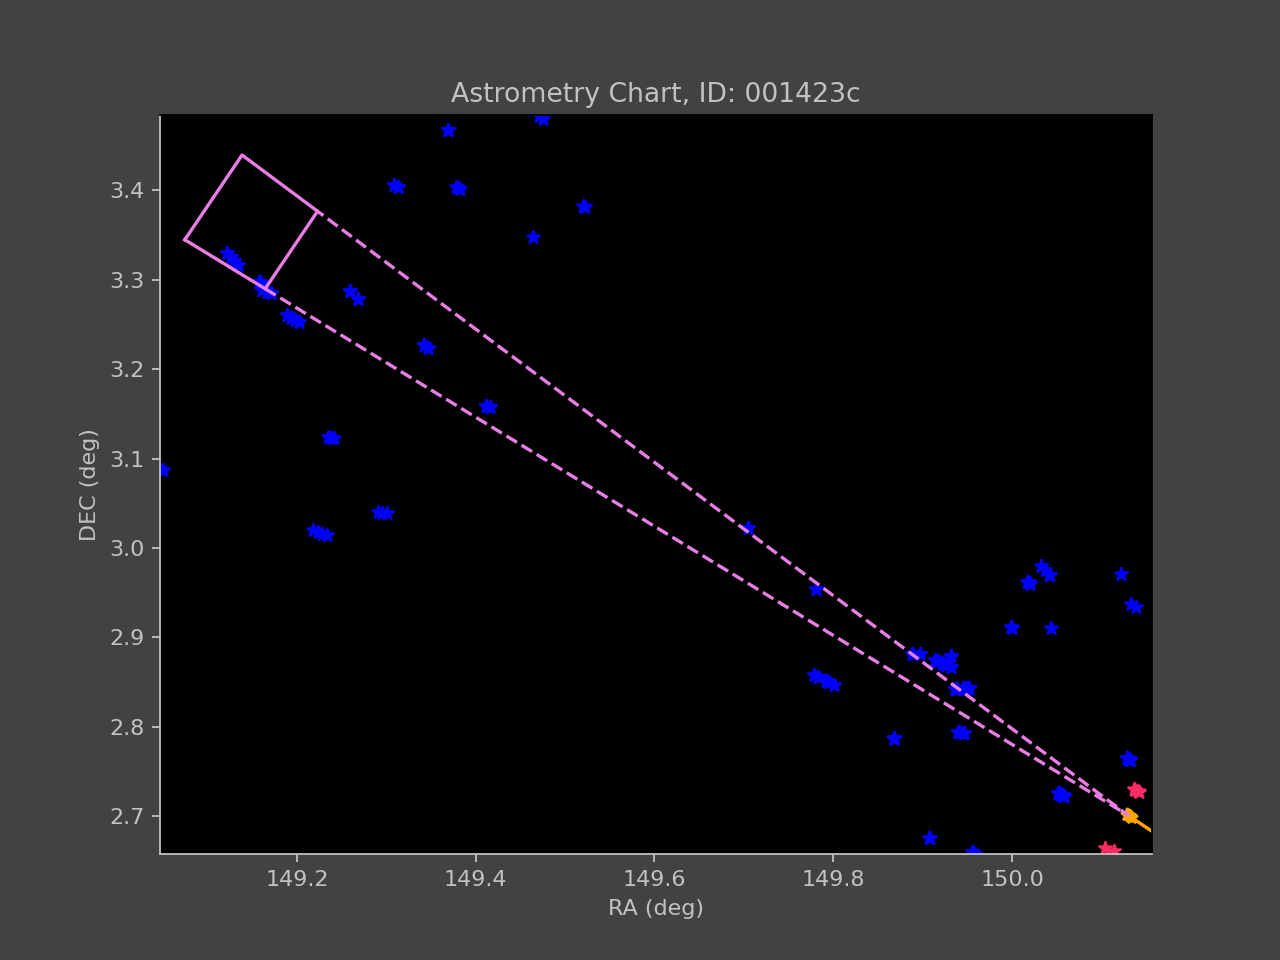 Astrometry Chart, ID: 001423c
3.4
3.3
3.2
3.1
3.0
2.9
2.8
2.7
DEC (deg)
149.2 149.4 149.6 149.8 150.0
RA (deg)